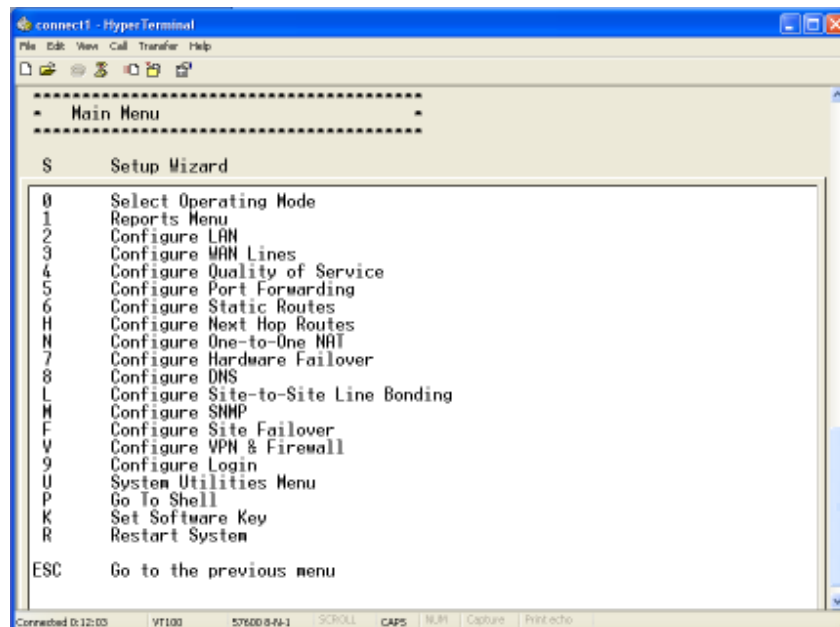 connect1 - HyperTerminal
File Edit View Call Transfer Help
Main Menu
S Setup Wizard
0 Select Operating Mode
1 Reports Menu
2 Configure LAN
3 Configure WAN Lines
4 Configure Quality of Service
5 Configure Port Forwarding
6 Configure Static Routes
H Configure Next Hop Routes
N Configure One-to-One NAT
7 Configure Hardware Failover
8 Configure DNS
L Configure Site-to-Site Line Bonding
M Configure SNMP
F Configure Site Failover
V Configure VPN & Firewall
9 Configure Login
U System Utilities Menu
P Go To Shell
K Set Software Key
R Restart System
ESC Go to the previous menu
Connected 0:12:03 VT100 57600 8-N-1 SCROLL CAPS NUM Capture Print echo